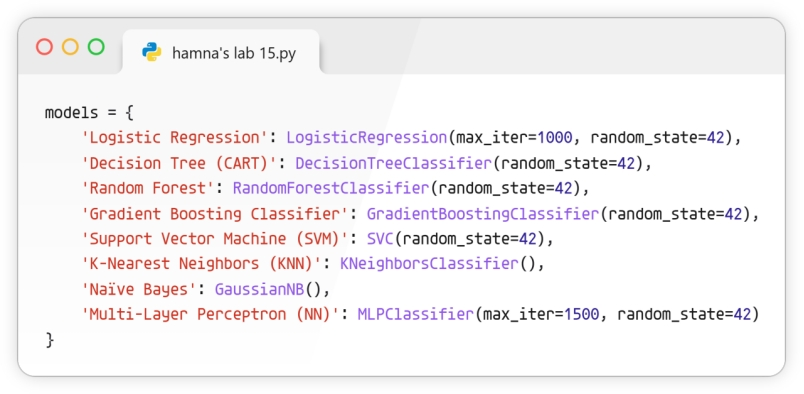 hamna's lab 15.py
models = {
    'Logistic Regression': LogisticRegression(max_iter=1000, random_state=42),
    'Decision Tree (CART)': DecisionTreeClassifier(random_state=42),
    'Random Forest': RandomForestClassifier(random_state=42),
    'Gradient Boosting Classifier': GradientBoostingClassifier(random_state=42),
    'Support Vector Machine (SVM)': SVC(random_state=42),
    'K-Nearest Neighbors (KNN)': KNeighborsClassifier(),
    'Naïve Bayes': GaussianNB(),
    'Multi-Layer Perceptron (NN)': MLPClassifier(max_iter=1500, random_state=42)
}